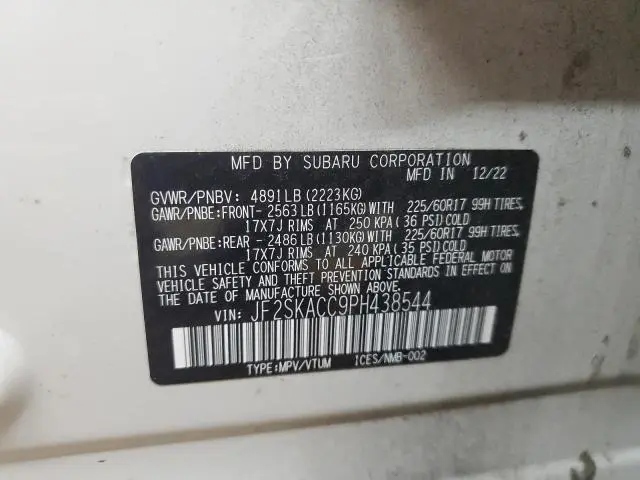 MFD BY SUBARU CORPORATION
MFD IN 12/22
GVWR/PNBV: 4891LB (2223KG)
GAWR/PNBE:FRONT- 2563LB(1165KG)WITH 225/60R17 99H TIRES,
17X7J RIMS AT 250 KPA( 36 PSI)COLD
GAWR/PNBE:REAR - 2486LB(1130KG)WITH 225/60R17 99H TIRES,
17X7J RIMS AT 240 KPA( 35 PSI)COLD
THIS VEHICLE CONFORMS TO ALL APPLICABLE FEDERAL MOTOR
VEHICLE SAFETY AND THEFT PREVENTION STANDARDS IN EFFECT
ON THE DATE OF MANUFACTURE SHOWN ABOVE.
VIN: JF2SKACC9PH438544
TYPE:MPV/VTUM ICES/NMB-002